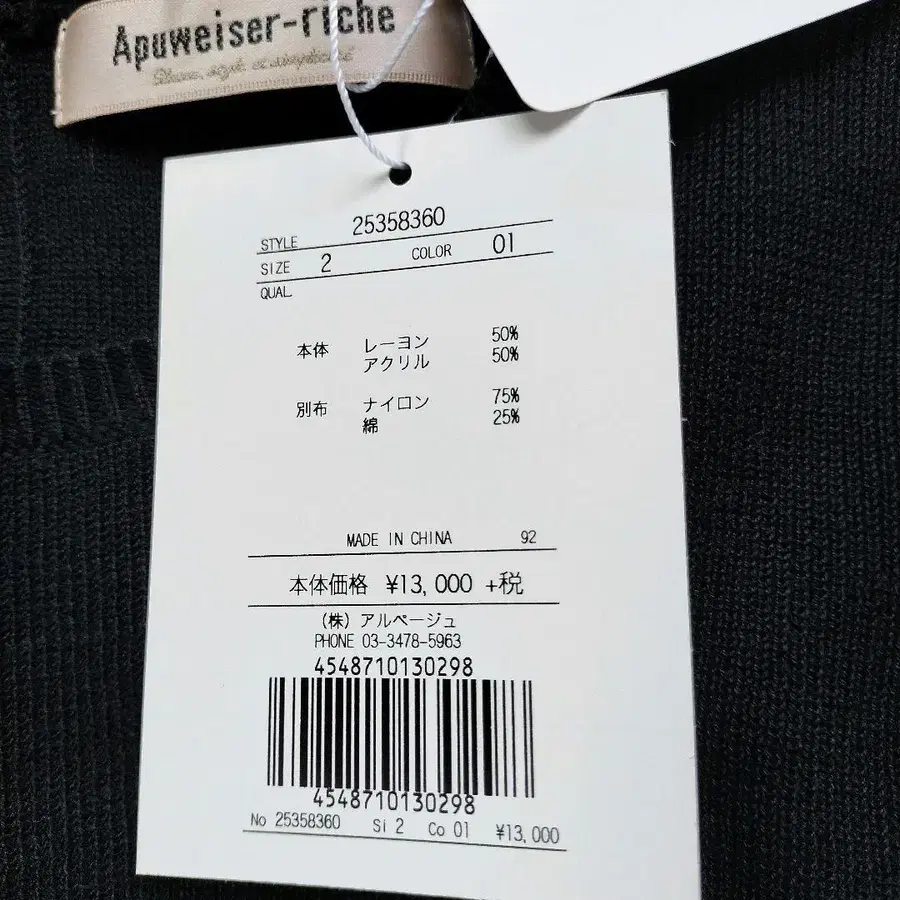 Apuweiser-riche
STYLE 25358360
SIZE 2 COLOR 01
QUAL.
本体 レーヨン 50%
アクリル 50%
別布 ナイロン 75%
綿 25%
MADE IN CHINA 92
本体価格 ¥13,000 +税
(株) アルページュ
PHONE 03-3478-5963
4548710130298
4548710130298
No 25358360 Si 2 Co 01 ¥13,000